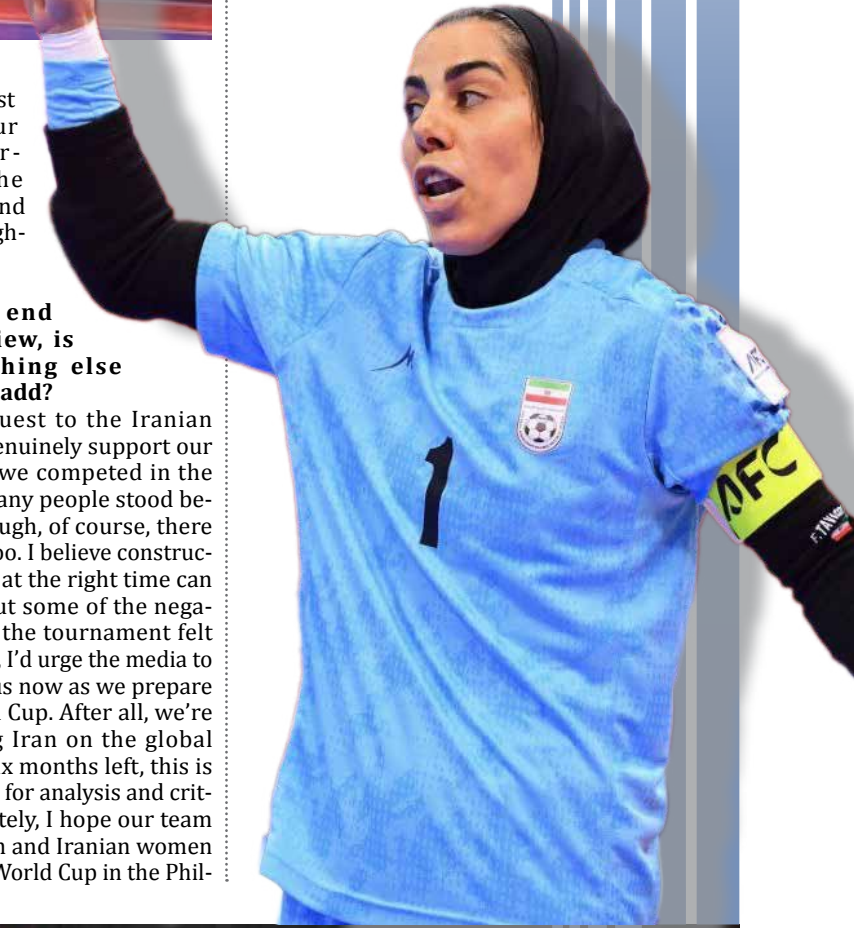 st
ur
r-
he
nd
gh-
end
iew, is
hing else
add?
uest to the Iranian
enuinely support our
we competed in the
any people stood be-
ugh, of course, there
oo. I believe construc-
at the right time can
ut some of the nega-
the tournament felt
, I’d urge the media to
us now as we prepare
Cup. After all, we’re
g Iran on the global
x months left, this is
for analysis and crit-
tely, I hope our team
n and Iranian women
World Cup in the Phil-
1
AFC